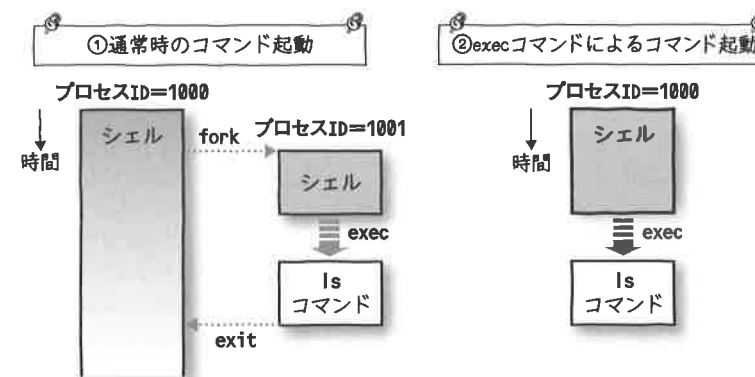 ①通常時のコマンド起動
プロセスID=1000
時間
シェル
fork
プロセスID=1001
シェル
exec
ls
コマンド
exit
②execコマンドによるコマンド起動
プロセスID=1000
時間
シェル
exec
ls
コマンド